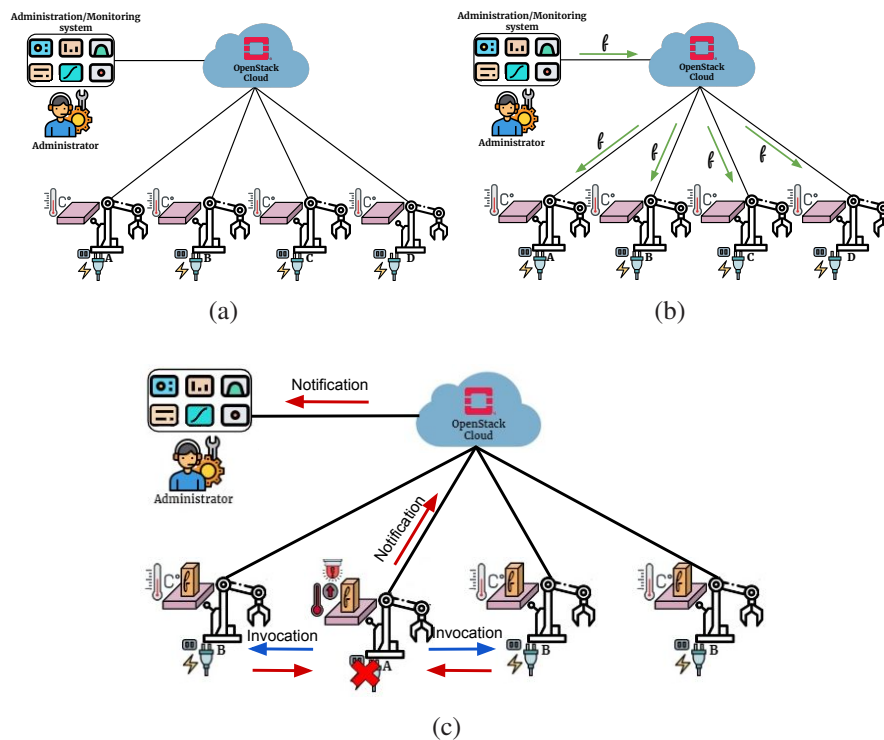 Administration/Monitoring
system
OpenStack
Cloud
Administrator
C°
C°
C°
C°
A
B
C
D
(a)
Administration/Monitoring
system
f
OpenStack
Cloud
Administrator
f
f
f
f
C°
C°
C°
C°
A
B
C
D
(b)
Notification
OpenStack
Cloud
Administrator
Notification
C°
f
f
C°
f
C°
f
Invocation
Invocation
B
A
B
B
(c)